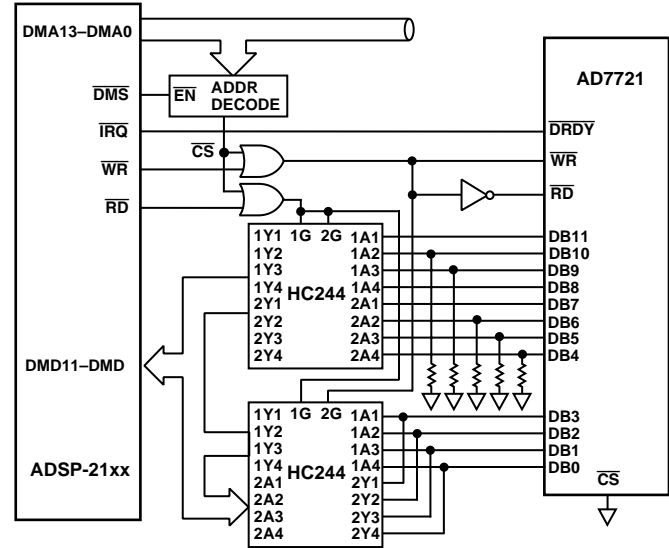 DMA13–DMA0
DMS
IRQ
WR
RD
DMD11–DMD
ADSP-21xx
EN ADDR
DECODE
CS
1G 2G
1Y1
1Y2
1Y3
1Y4
2Y1
2Y2
2Y3
2Y4
HC244
1A1
1A2
1A3
1A4
2A1
2A2
2A3
2A4
1G 2G
1Y1
1Y2
1Y3
1Y4
2A1
2A2
2A3
2A4
HC244
1A1
1A2
1A3
1A4
2Y1
2Y2
2Y3
2Y4
AD7721
DRDY
WR
RD
DB11
DB10
DB9
DB8
DB7
DB6
DB5
DB4
DB3
DB2
DB1
DB0
CS